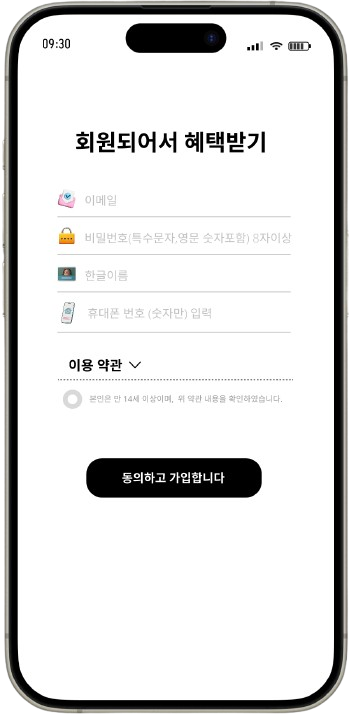 09:30
회원되어서 혜택받기
이메일
비밀번호(특수문자,영문 숫자포함) 8자이상
한글이름
휴대폰 번호 (숫자만) 입력
이용 약관
본인은 만 14세 이상이며, 위 약관 내용을 확인하였습니다.
동의하고 가입합니다